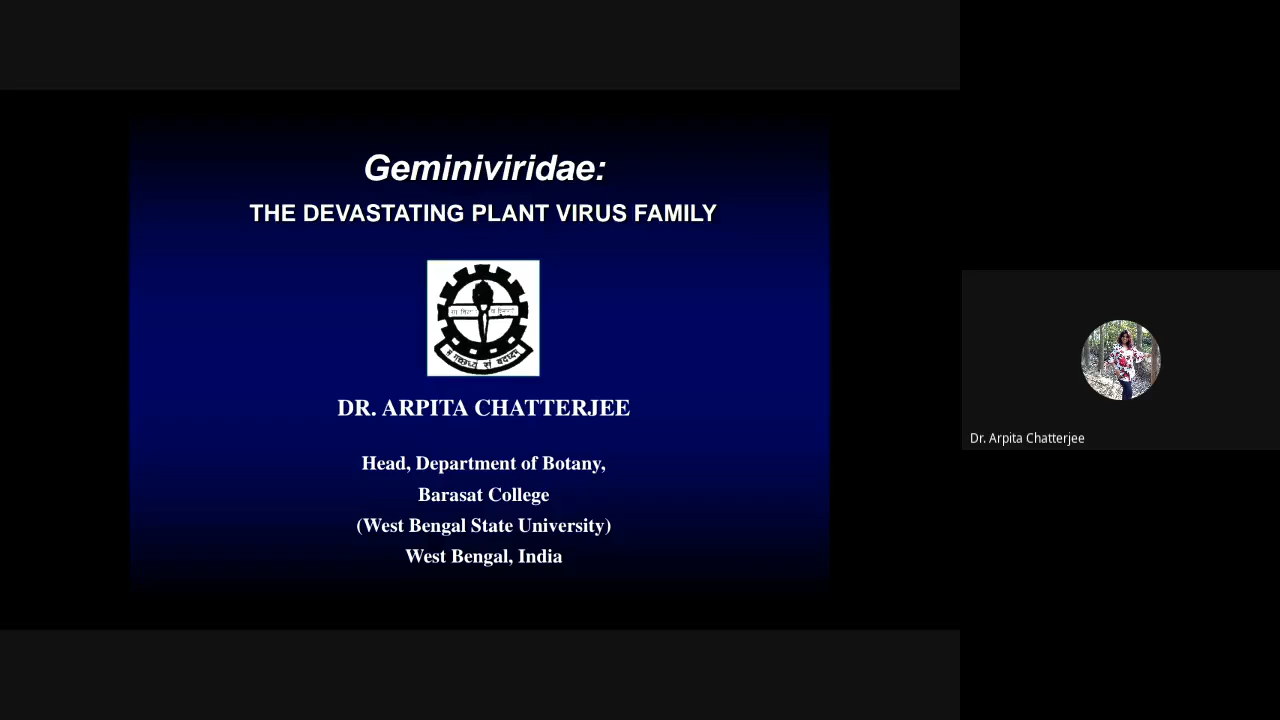 Geminiviridae:
THE DEVASTATING PLANT VIRUS FAMILY
DR. ARPITA CHATTERJEE
Head, Department of Botany,
Barasat College
(West Bengal State University)
West Bengal, India
Dr. Arpita Chatterjee